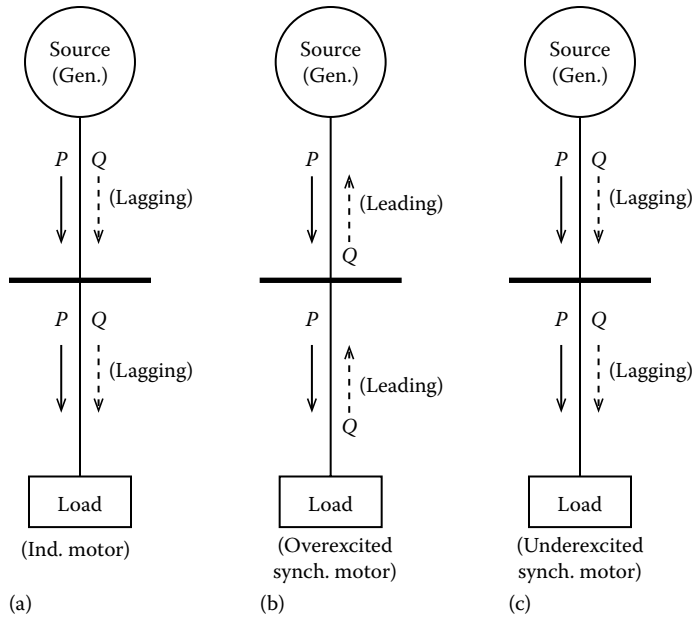 Source
(Gen.)
P Q
(Lagging)
P Q
(Lagging)
Load
(Ind. motor)
(a)
Source
(Gen.)
P
(Leading)
Q
P
(Leading)
Q
Load
(Overexcited
synch. motor)
(b)
Source
(Gen.)
P Q
(Lagging)
P Q
(Lagging)
Load
(Underexcited
synch. motor)
(c)